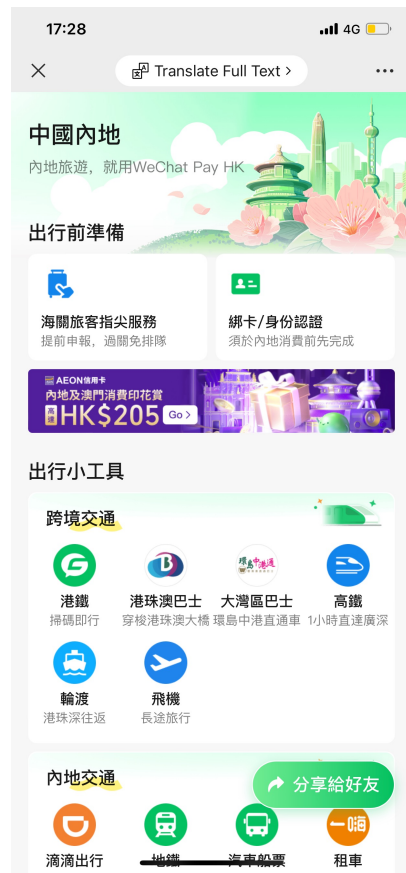 17:28
4G
Translate Full Text >
中國內地
內地旅遊，就用WeChat Pay HK
出行前準備
海關旅客指尖服務
提前申報，過關免排隊
綁卡/身份認證
須於內地消費前先完成
AEON信用卡
內地及澳門消費印花賞
高達 HK$205 Go >
出行小工具
跨境交通
港鐵
掃碼即行
港珠澳巴士
穿梭港珠澳大橋
大灣區巴士
環島中港直通車
高鐵
1小時直達廣深
輪渡
港珠深往返
飛機
長途旅行
內地交通
分享給好友
滴滴出行
地鐵
汽車船票
一嗨
租車